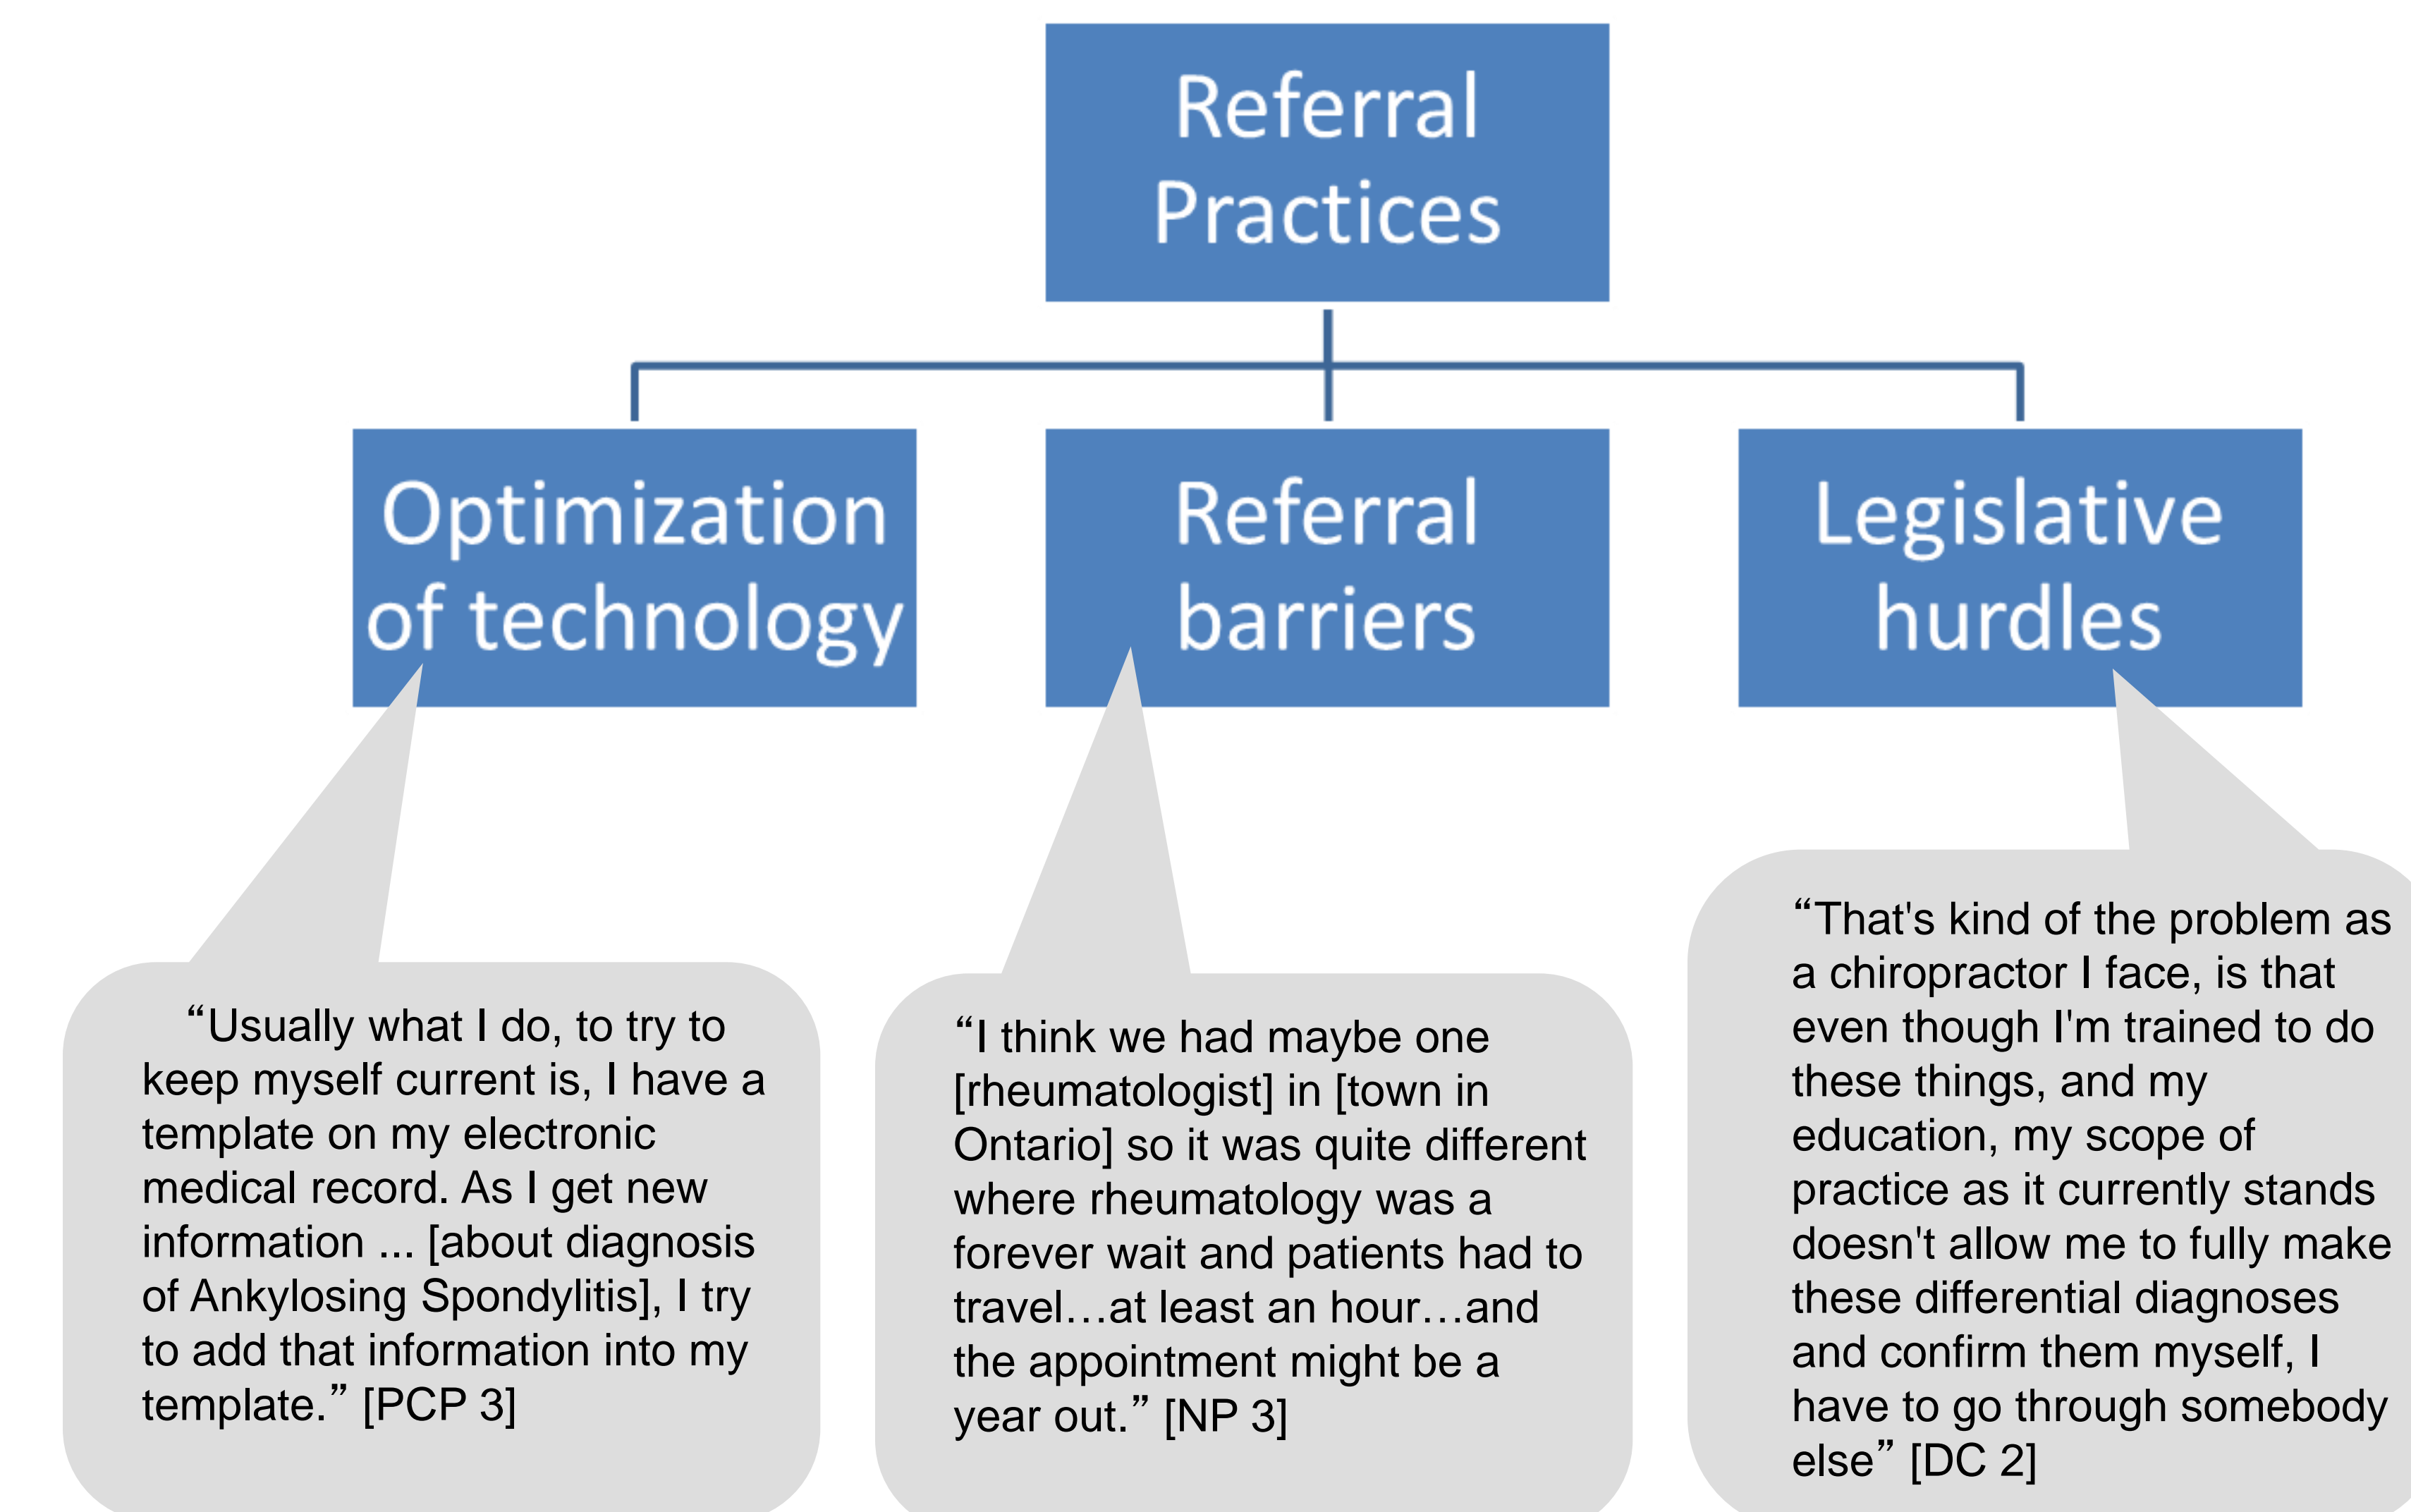 Referral
Practices
Optimization
of technology
Referral
barriers
Legislative
hurdles
“Usually what I do, to try to
keep myself current is, I have a
template on my electronic
medical record. As I get new
information ... [about diagnosis
of Ankylosing Spondylitis], I try
to add that information into my
template.” [PCP 3]
“I think we had maybe one
[rheumatologist] in [town in
Ontario] so it was quite different
where rheumatology was a
forever wait and patients had to
travel…at least an hour…and
the appointment might be a
year out.” [NP 3]
“That's kind of the problem as
a chiropractor I face, is that
even though I'm trained to do
these things, and my
education, my scope of
practice as it currently stands
doesn't allow me to fully make
these differential diagnoses
and confirm them myself, I
have to go through somebody
else” [DC 2]